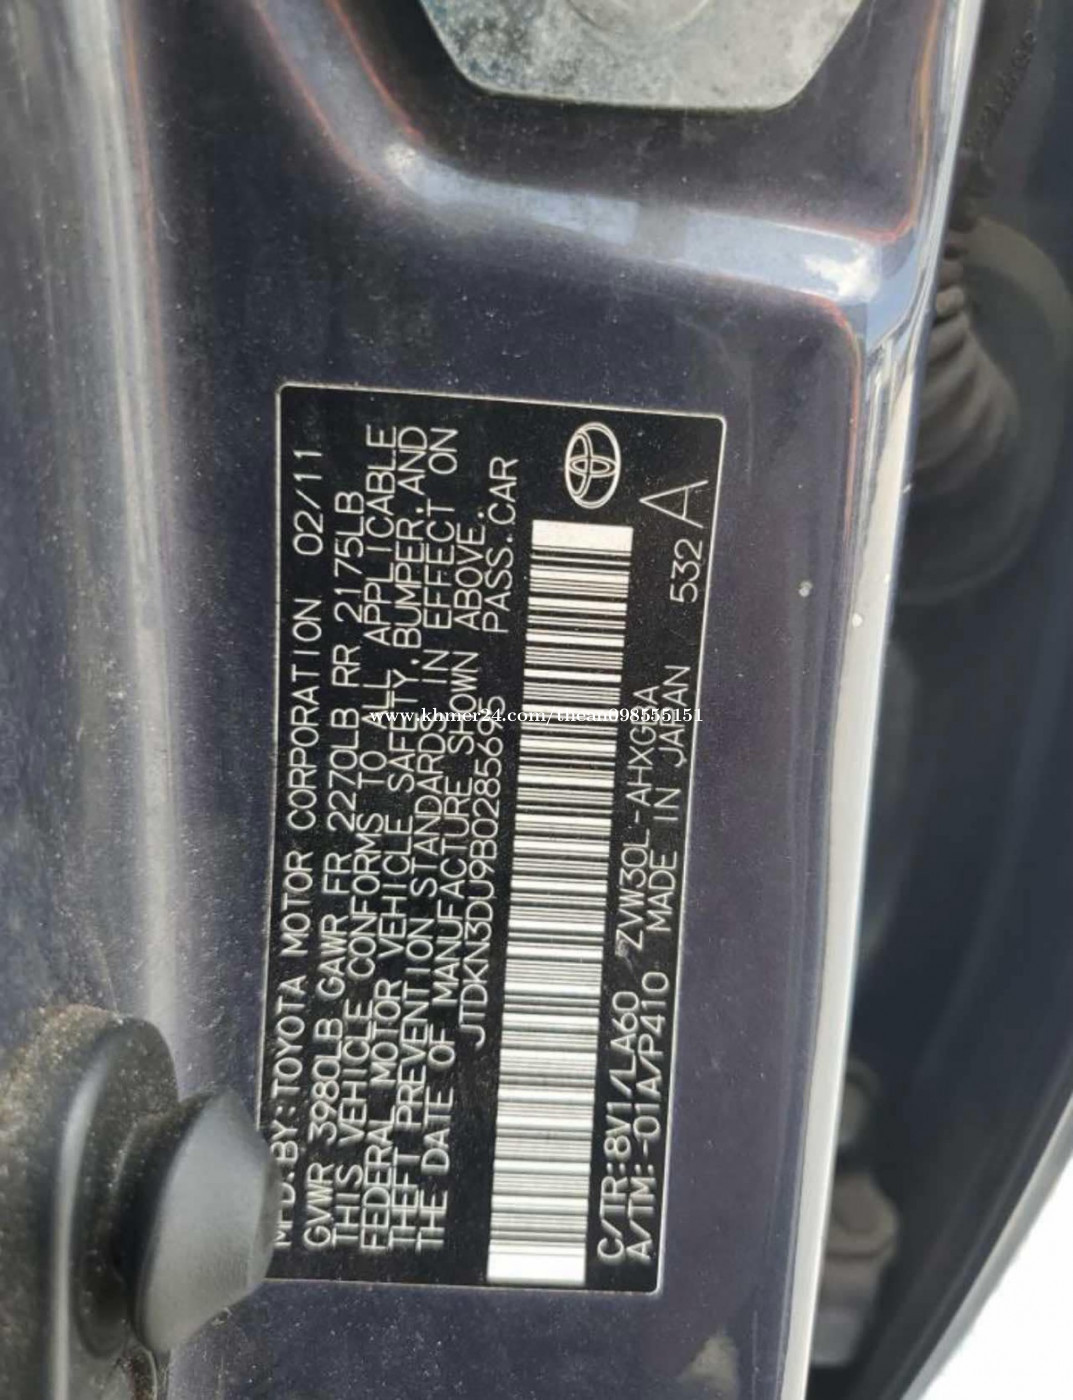 MFD.BY:TOYOTA MOTOR CORPORATION 02/11
GVWR 3980LB GAWR FR 2270LB RR 2175LB
THIS VEHICLE CONFORMS TO ALL APPLICABLE
FEDERAL MOTOR VEHICLE SAFETY, BUMPER, AND
THEFT PREVENTION STANDARDS IN EFFECT ON
THE DATE OF MANUFACTURE SHOWN ABOVE.
JTDKN3DU9B0285695 PASS. CAR
C/TR:8V1/LA60 ZVW30L-AHXGBA
A/TM:-01A/P410 MADE IN JAPAN 532 A
www.khmer24.com/thean098555151